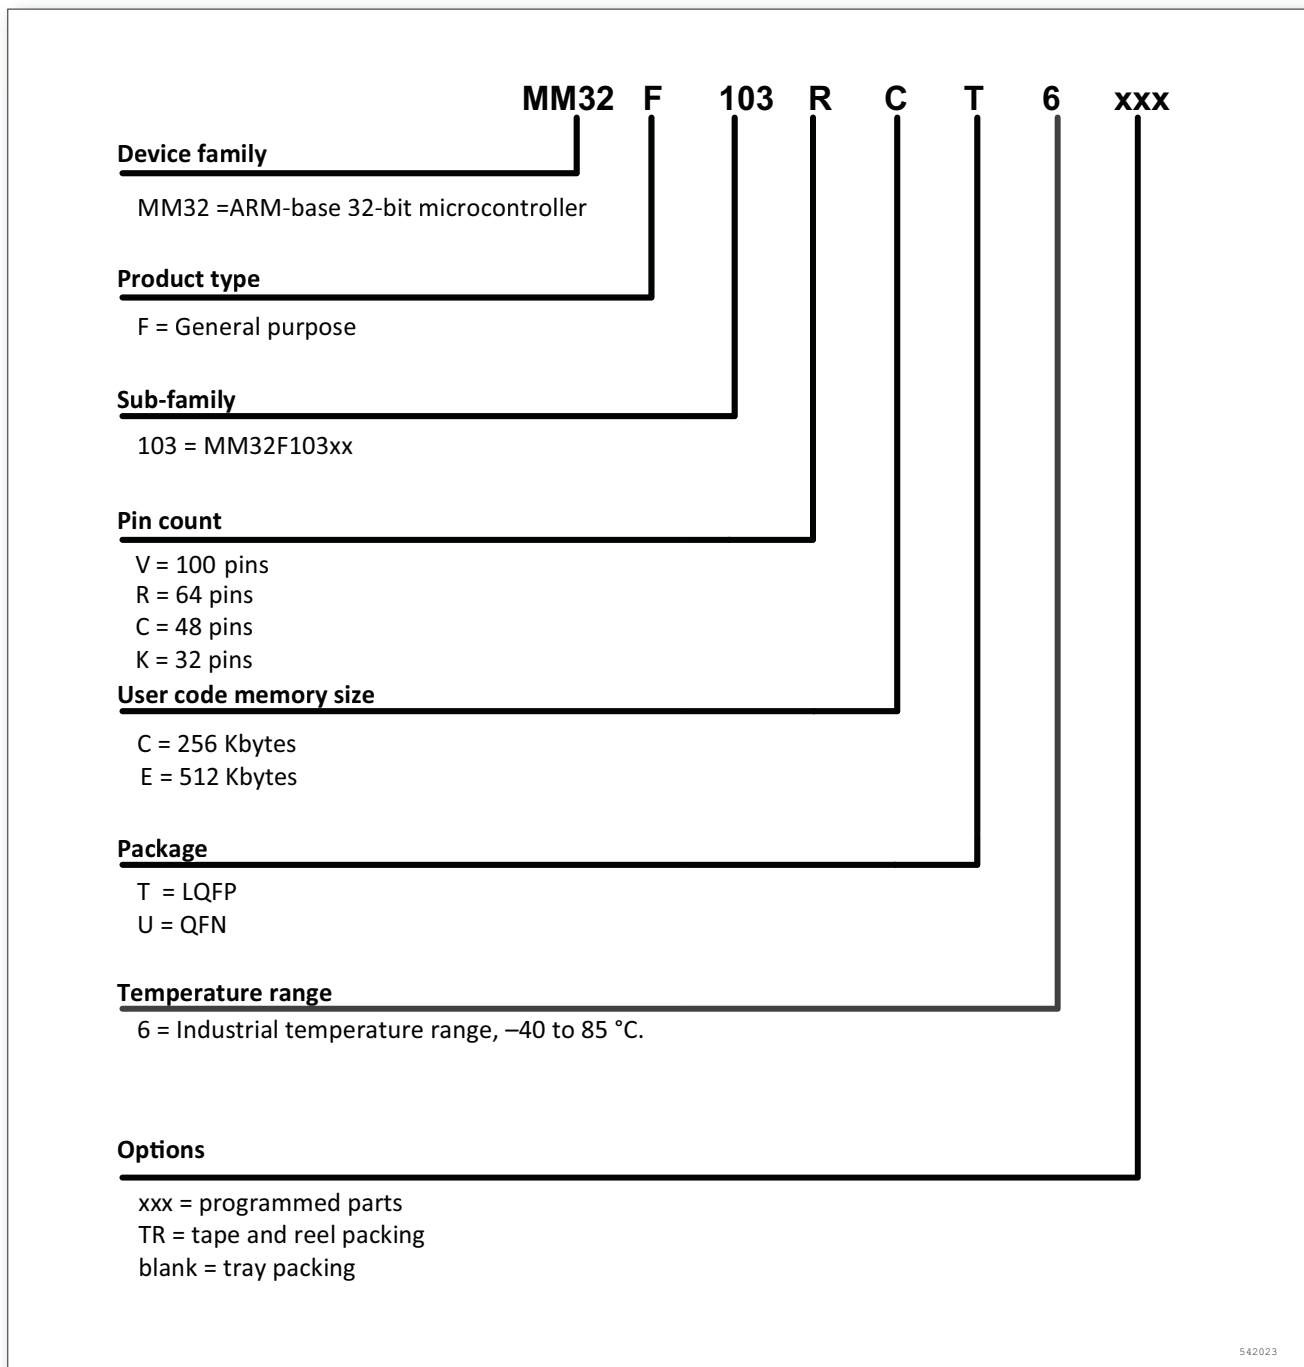 MM32 F 103 R C T 6 xxx
Device family
MM32 =ARM-base 32-bit microcontroller
Product type
F = General purpose
Sub-family
103 = MM32F103xx
Pin count
V = 100 pins
R = 64 pins
C = 48 pins
K = 32 pins
User code memory size
C = 256 Kbytes
E = 512 Kbytes
Package
T = LQFP
U = QFN
Temperature range
6 = Industrial temperature range, –40 to 85 °C.
Options
xxx = programmed parts
TR = tape and reel packing
blank = tray packing
542023